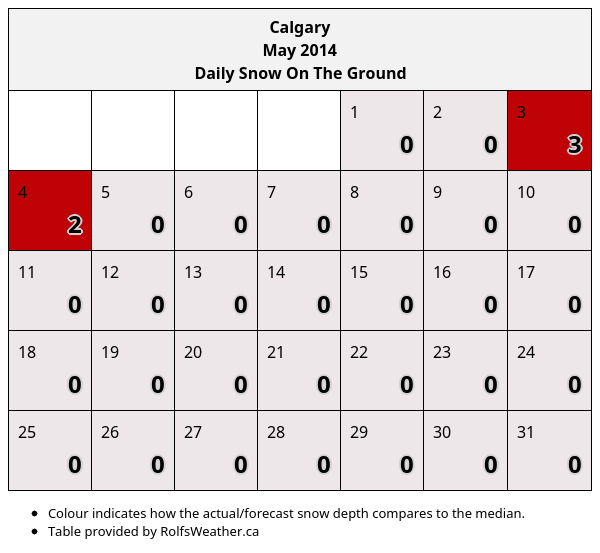 Calgary
May 2014
Daily Snow On The Ground
1 2 3
0 0 3
4 5 6 7 8 9 10
2 0 0 0 0 0 0
11 12 13 14 15 16 17
0 0 0 0 0 0 0
18 19 20 21 22 23 24
0 0 0 0 0 0 0
25 26 27 28 29 30 31
0 0 0 0 0 0 0
• Colour indicates how the actual/forecast snow depth compares to the median.
• Table provided by RolfsWeather.ca